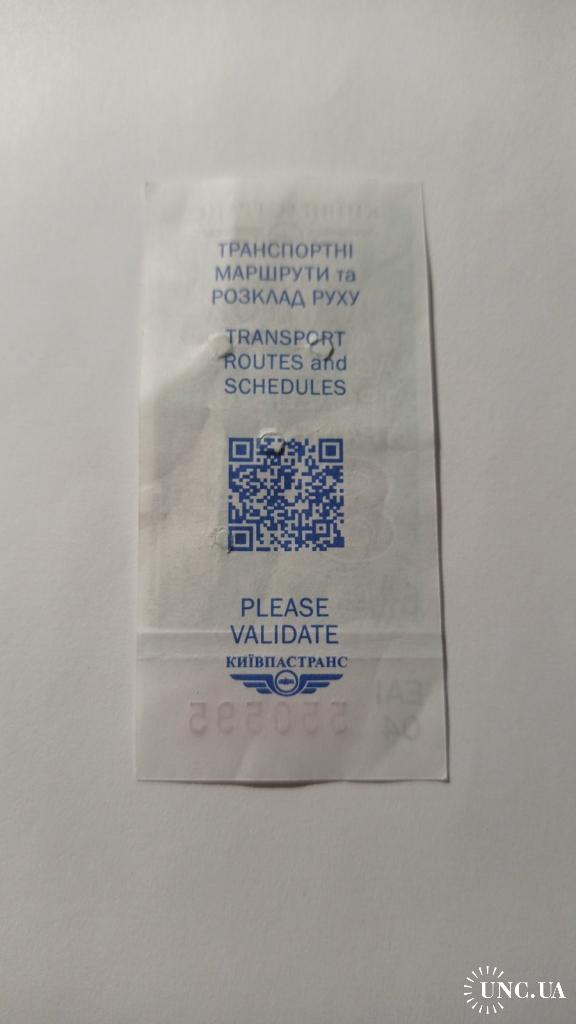 ТРАНСПОРТНІ
МАРШРУТИ та
РОЗКЛАД РУХУ
TRANSPORT
ROUTES and
SCHEDULES
PLEASE
VALIDATE
КИЇВПАСТРАНС
550595
UNC.UA